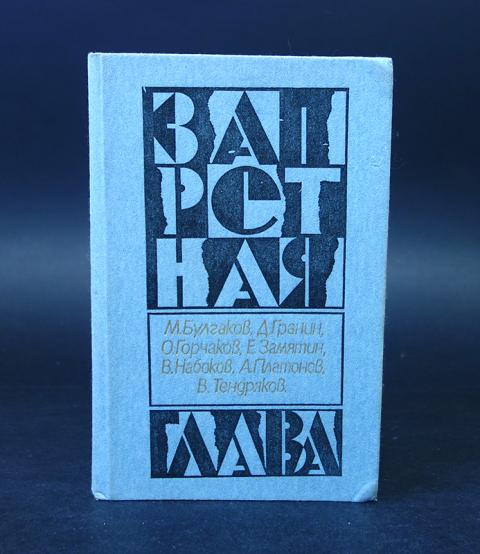 ЗАП
РЕТ
НАЯ
М.Булгаков, Д.Гранин,
О.Горчаков, Е.Замятин,
В.Набоков, А.Платонов,
В.Тендряков.
ГЛАВА